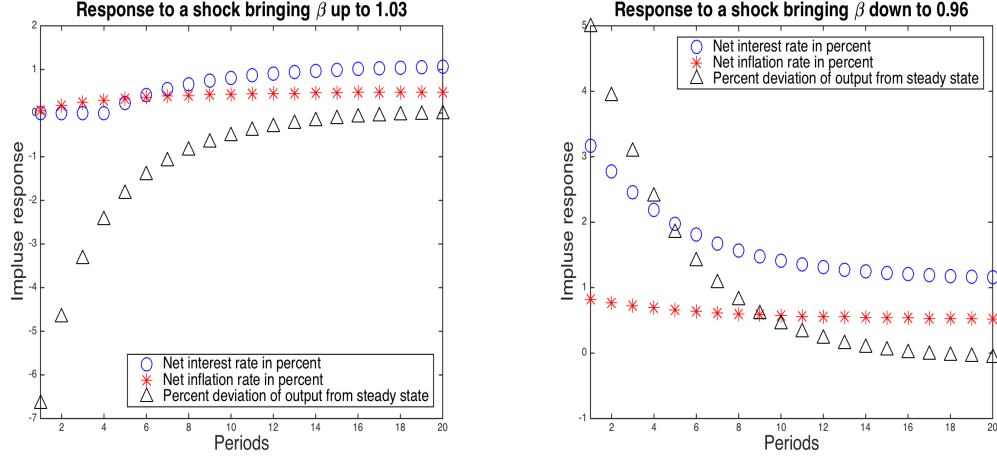 Response to a shock bringing β up to 1.03
Impluse response
2
1
0
-1
-2
-3
-4
-5
-6
-7
Net interest rate in percent
Net inflation rate in percent
Percent deviation of output from steady state
2 4 6 8 10 12 14 16 18 20
Periods
Response to a shock bringing β down to 0.96
Impluse response
5
4
3
2
1
0
-1
Net interest rate in percent
Net inflation rate in percent
Percent deviation of output from steady state
2 4 6 8 10 12 14 16 18 20
Periods